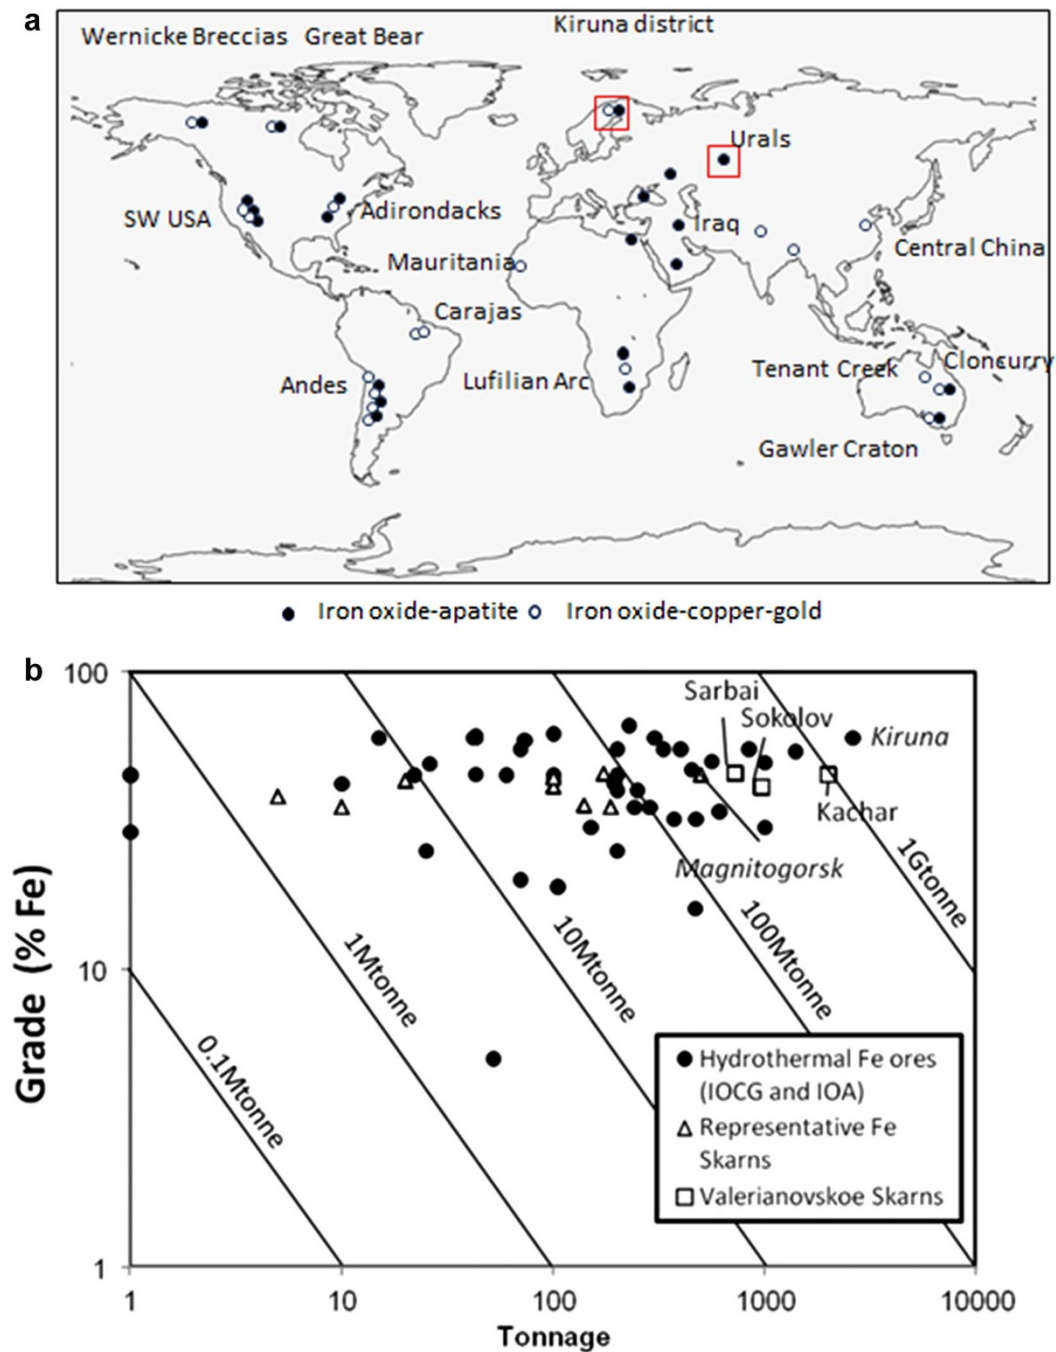 a
Wernicke Breccias Great Bear
Kiruna district
Urals
SW USA
Adirondacks
Iraq
Central China
Mauritania
Carajas
Tenant Creek
Cloncurry
Andes
Lufilian Arc
Gawler Craton
Iron oxide-apatite
Iron oxide-copper-gold
b
100
10
1
Grade (% Fe)
Sarbai
Sokolov
Kiruna
Kachar
Magnitogorsk
1Gtonne
100Mtonne
10Mtonne
1Mtonne
0.1Mtonne
Hydrothermal Fe ores
(IOCG and IOA)
Representative Fe
Skarns
Valerianovskoe Skarns
1
10
100
1000
10000
Tonnage